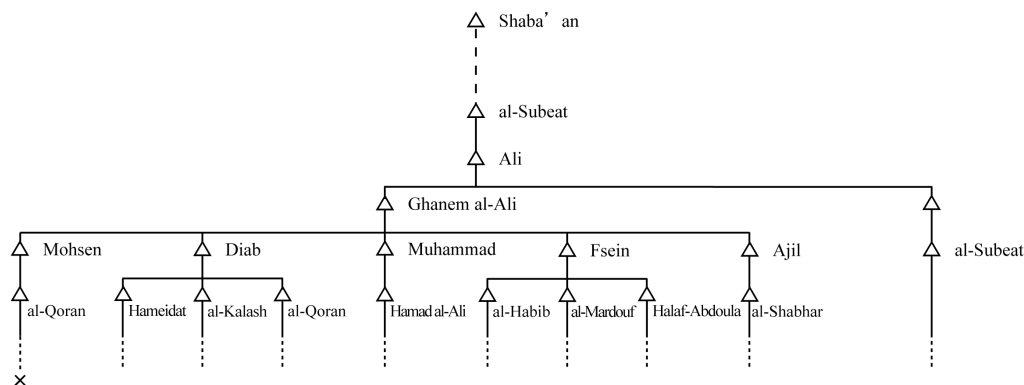 Shaba’an
al-Subeat
Ali
Ghanem al-Ali
Mohsen
Diab
Muhammad
Fsein
Ajil
al-Subeat
al-Qoran
Hameidat
al-Kalash
al-Qoran
Hamad al-Ali
al-Habib
al-Mardouf
Halaf-Abdoula
al-Shabhar